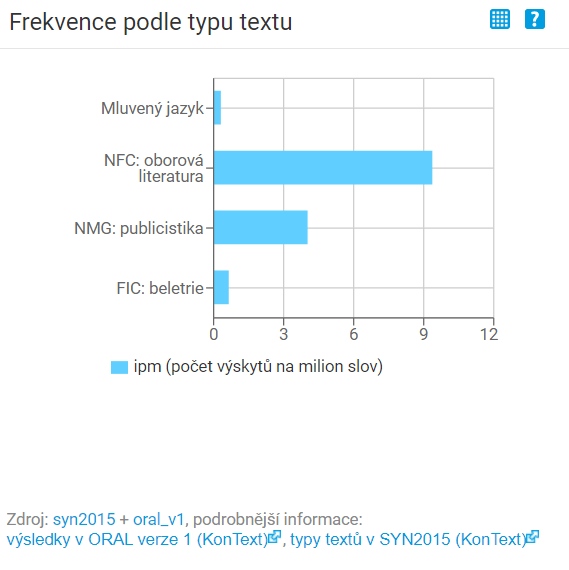 Frekvence podle typu textu
?
Mluvený jazyk
NFC: oborová
literatura
NMG: publicistika
FIC: beletrie
0 3 6 9 12
ipm (počet výskytů na milion slov)
Zdroj: syn2015 + oral_v1, podrobnější informace:
výsledky v ORAL verze 1 (KonText), typy textů v SYN2015 (KonText)